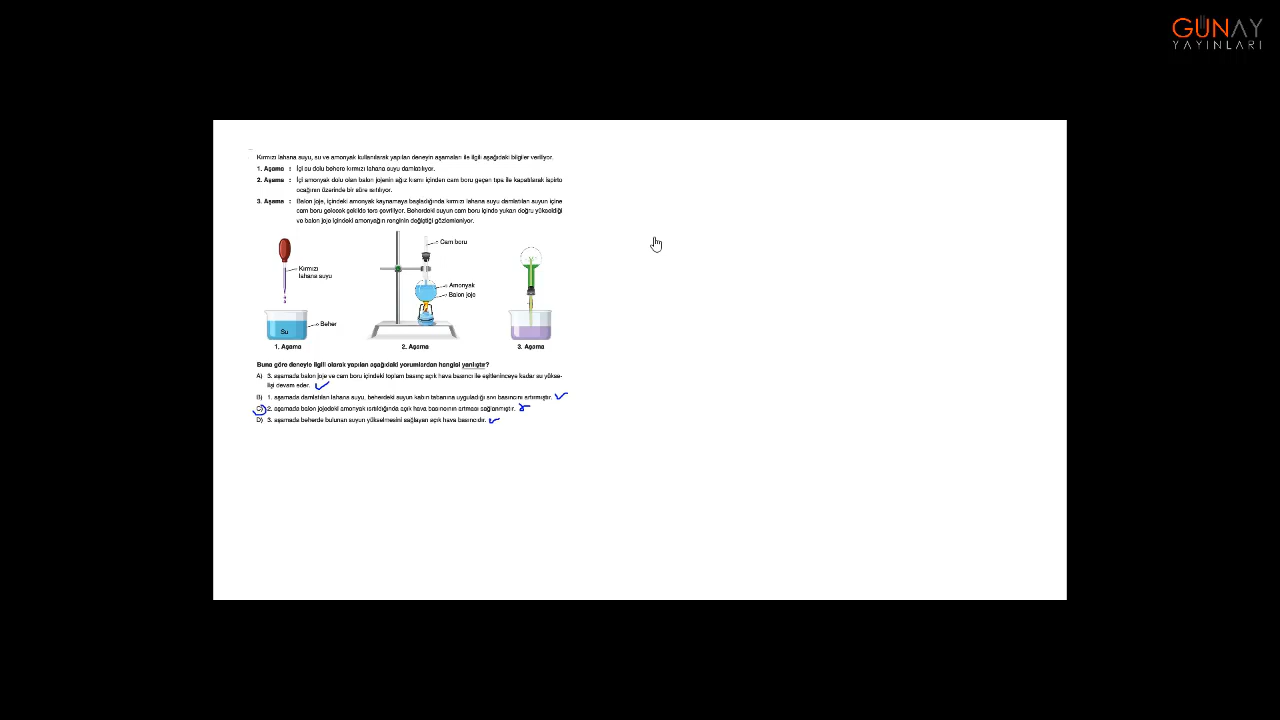 GÜNAY
YAYINLARI
Kırmızı lahana suyu, su ve amonyak kullanılarak yapılan deneyin aşamaları ile ilgili aşağıdaki bilgiler veriliyor.
1. Aşama : İçi su dolu behere kırmızı lahana suyu damlatılıyor.
2. Aşama : İçi amonyak dolu olan balon jojenin ağız kısmı içinden cam boru geçen tıpa ile kapatılarak ispirto
ocağının üzerinde bir süre ısıtılıyor.
3. Aşama : Balon joje, içindeki amonyak kaynamaya başladığında kırmızı lahana suyu damlatılan suyun içine
cam boru gelecek şekilde ters çevriliyor. Beherdeki suyun cam boru içinde yukarı doğru yükseldiği
ve balon joje içindeki amonyağın renginin değiştiği gözlemleniyor.
Cam boru
Kırmızı
lahana suyu
Amonyak
Balon joje
Beher
Su
1. Aşama
2. Aşama
3. Aşama
Buna göre deneyle ilgili olarak yapılan aşağıdaki yorumlardan hangisi yanlıştır?
A) 3. aşamada balon joje ve cam boru içindeki toplam basınç açık hava basıncı ile eşitleninceye kadar su yükse-
lişi devam eder.
B) 1. aşamada damlatılan lahana suyu, beherdeki suyun kabın tabanına uyguladığı sıvı basıncını artırmıştır.
C) 2. aşamada balon jojedeki amonyak ısıtıldığında açık hava basıncının artması sağlanmıştır.
D) 3. aşamada beherde bulunan suyun yükselmesini sağlayan açık hava basıncıdır.